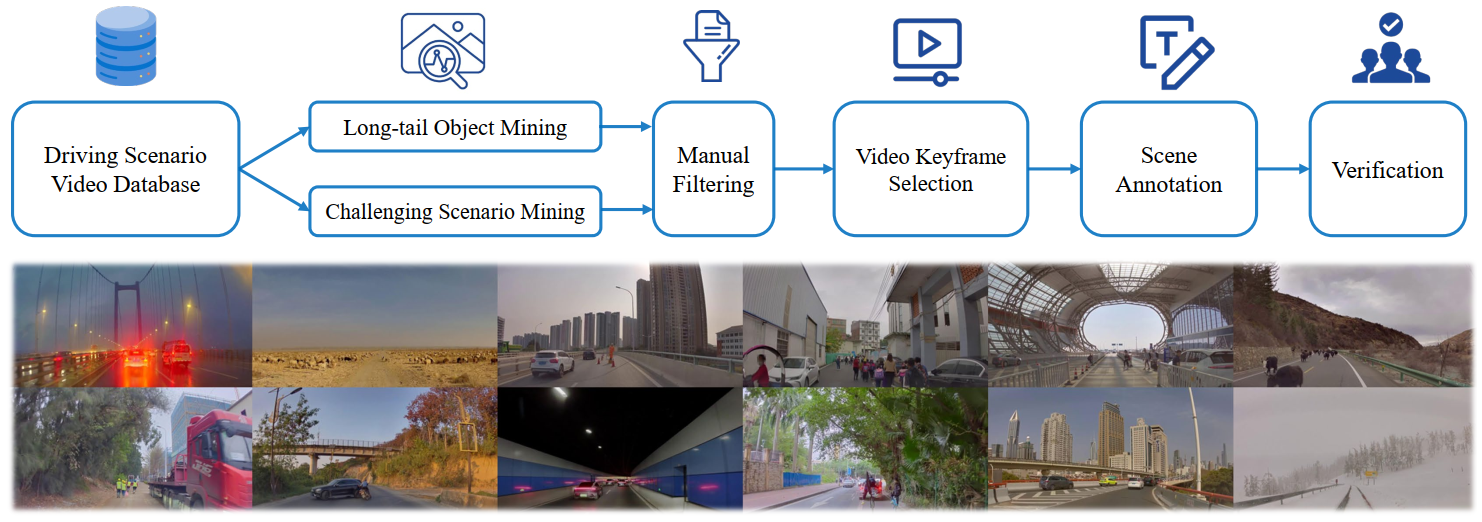 Driving Scenario
Video Database
Long-tail Object Mining
Challenging Scenario Mining
Manual
Filtering
Video Keyframe
Selection
T
Scene
Annotation
Verification